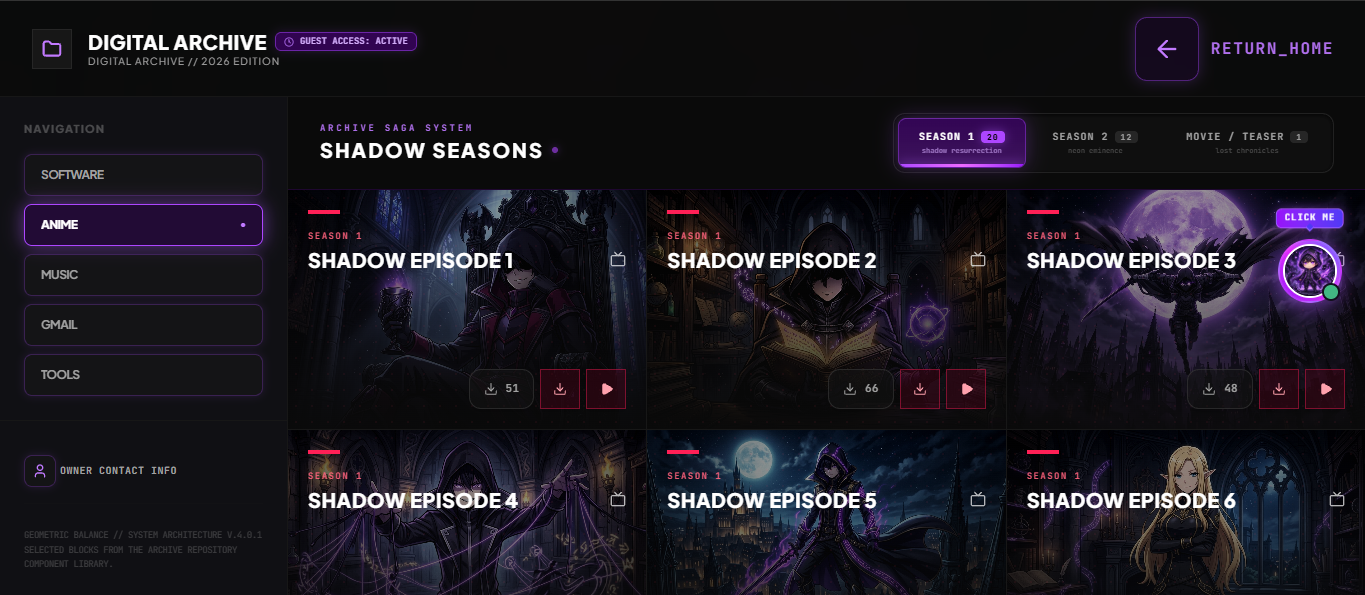 DIGITAL ARCHIVE
GUEST ACCESS: ACTIVE
DIGITAL ARCHIVE // 2026 EDITION
RETURN_HOME
NAVIGATION
SOFTWARE
ANIME
MUSIC
GMAIL
TOOLS
OWNER CONTACT INFO
GEOMETRIC BALANCE // SYSTEM ARCHITECTURE V.4.0.1
SELECTED BLOCKS FROM THE ARCHIVE REPOSITORY
COMPONENT LIBRARY.
ARCHIVE SAGA SYSTEM
SHADOW SEASONS
SEASON 1 20
shadow resurrection
SEASON 2 12
neon eminence
MOVIE / TEASER 1
lost chronicles
SEASON 1
SHADOW EPISODE 1
51
SEASON 1
SHADOW EPISODE 2
66
SEASON 1
SHADOW EPISODE 3
CLICK ME
48
SEASON 1
SHADOW EPISODE 4
SEASON 1
SHADOW EPISODE 5
SEASON 1
SHADOW EPISODE 6